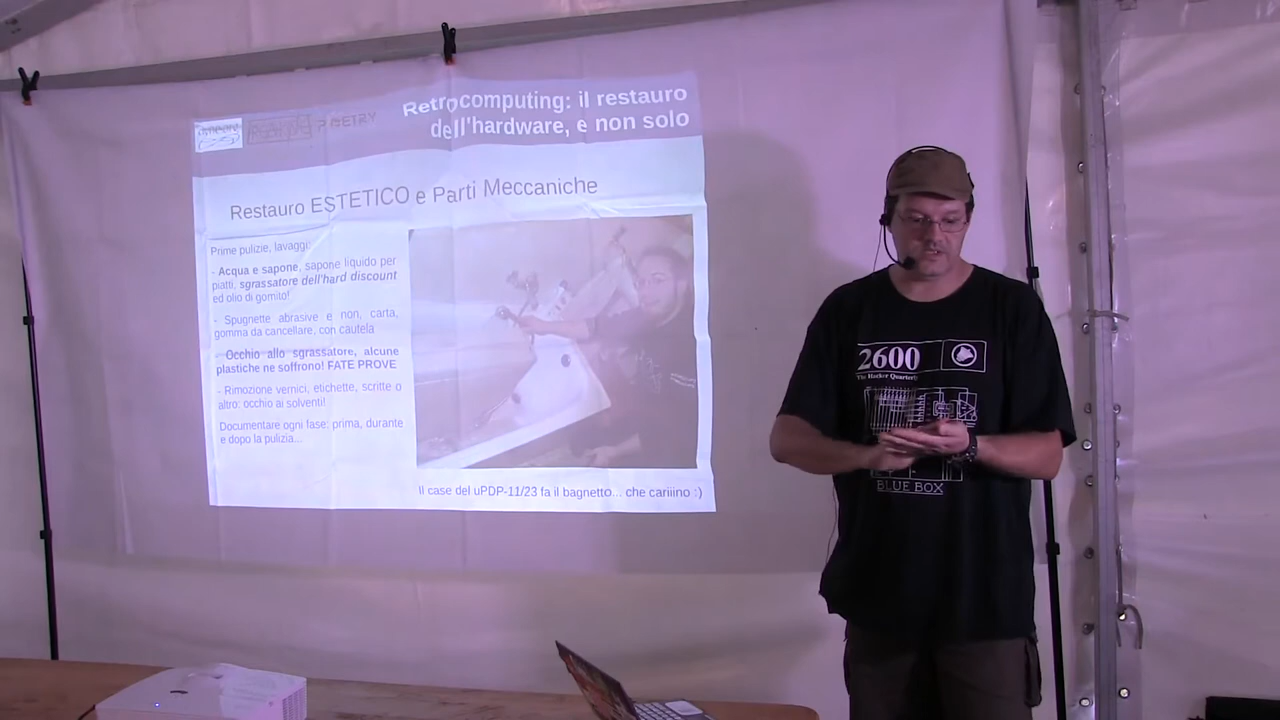 Retrocomputing: il restauro
dell'hardware, e non solo
Restauro ESTETICO e Parti Meccaniche
Prime pulizie, lavaggi:
- Acqua e sapone, sapone liquido per
piatti, sgrassatore dell'hard discount
ed olio di gomito!
- Spugnette abrasive e non, carta,
gomma da cancellare, con cautela
- Occhio allo sgrassatore, alcune
plastiche ne soffrono! FATE PROVE
- Rimozione vernici, etichette, scritte o
altro: occhio ai solventi!
Documentare ogni fase: prima, durante
e dopo la pulizia...
Il case del uPDP-11/23 fa il bagnetto... che cariiino :)
2600
The Hacker Quarterly
BLUE BOX